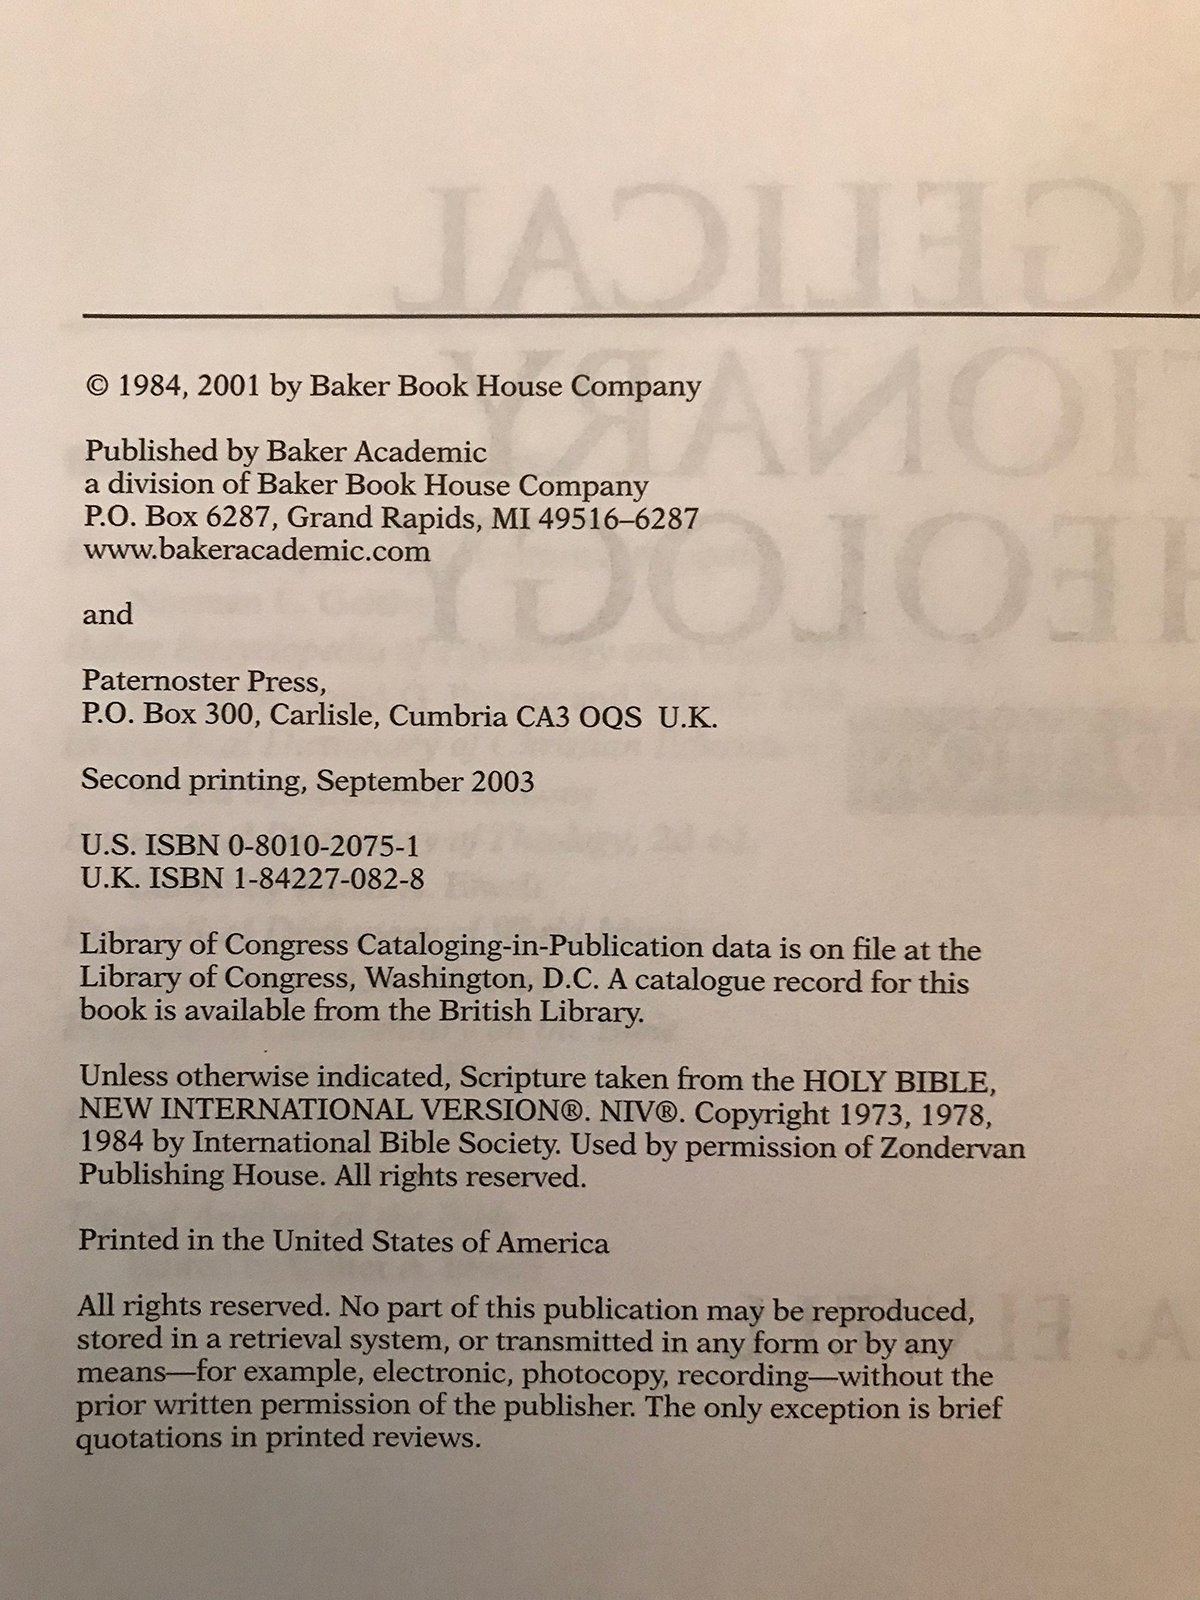 © 1984, 2001 by Baker Book House Company
Published by Baker Academic
a division of Baker Book House Company
P.O. Box 6287, Grand Rapids, MI 49516–6287
www.bakeracademic.com
and
Paternoster Press,
P.O. Box 300, Carlisle, Cumbria CA3 OQS U.K.
Second printing, September 2003
U.S. ISBN 0-8010-2075-1
U.K. ISBN 1-84227-082-8
Library of Congress Cataloging-in-Publication data is on file at the
Library of Congress, Washington, D.C. A catalogue record for this
book is available from the British Library.
Unless otherwise indicated, Scripture taken from the HOLY BIBLE,
NEW INTERNATIONAL VERSION®. NIV®. Copyright 1973, 1978,
1984 by International Bible Society. Used by permission of Zondervan
Publishing House. All rights reserved.
Printed in the United States of America
All rights reserved. No part of this publication may be reproduced,
stored in a retrieval system, or transmitted in any form or by any
means—for example, electronic, photocopy, recording—without the
prior written permission of the publisher. The only exception is brief
quotations in printed reviews.